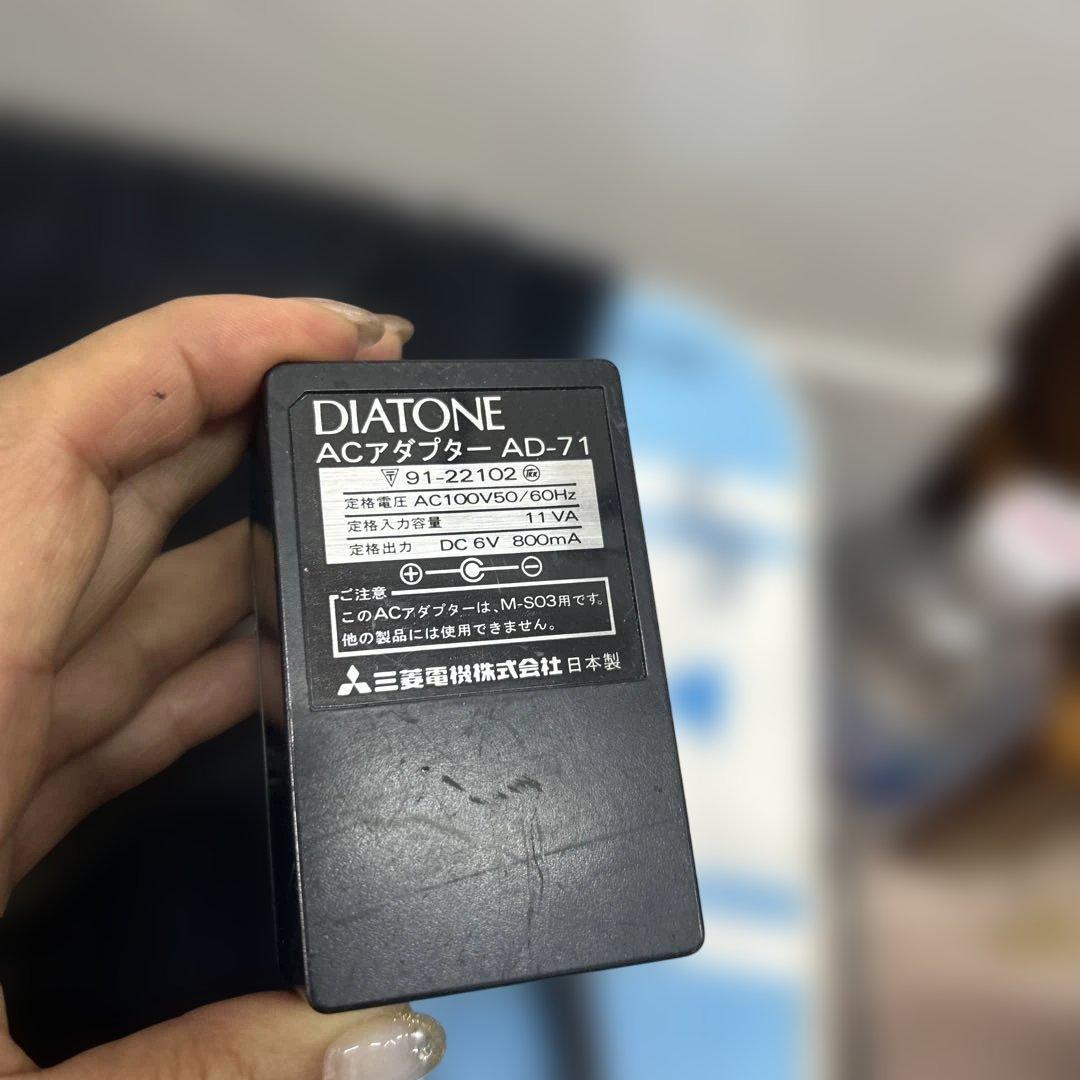 DIATONE
ACアダプター AD-71
〒 91-22102
定格電圧 AC100V50/60Hz
定格入力容量 11VA
定格出力 DC 6V 800mA
ご注意
このACアダプターは、M-S03用です。
他の製品には使用できません。
三菱電機株式会社 日本製